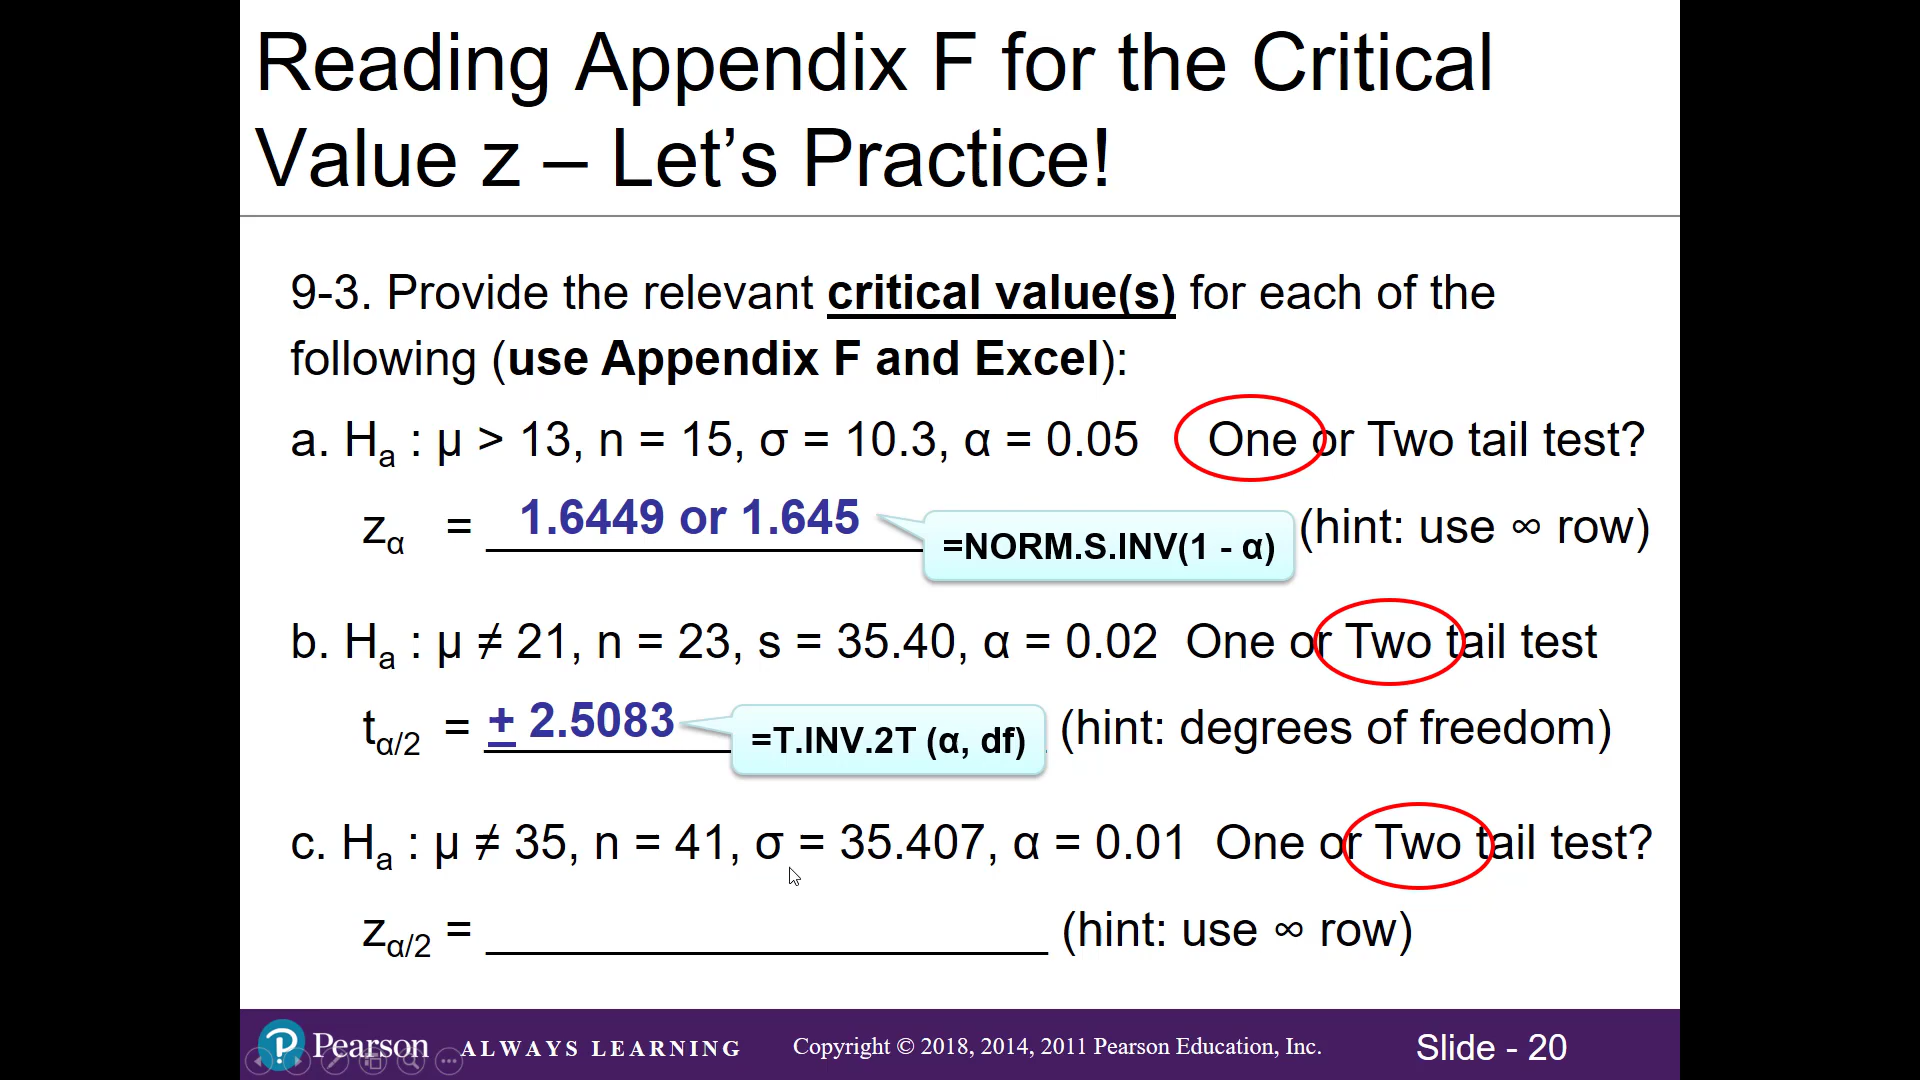 Reading Appendix F for the Critical
Value z – Let’s Practice!
9-3. Provide the relevant critical value(s) for each of the
following (use Appendix F and Excel):
a. Hₐ : μ > 13, n = 15, σ = 10.3, α = 0.05 One or Two tail test?
zα = 1.6449 or 1.645 =NORM.S.INV(1 - α) (hint: use ∞ row)
b. Hₐ : μ ≠ 21, n = 23, s = 35.40, α = 0.02 One or Two tail test
tα/2 = ± 2.5083 =T.INV.2T (α, df) (hint: degrees of freedom)
c. Hₐ : μ ≠ 35, n = 41, σ = 35.407, α = 0.01 One or Two tail test?
zα/2 = ____________________ (hint: use ∞ row)
Pearson ALWAYS LEARNING Copyright © 2018, 2014, 2011 Pearson Education, Inc. Slide - 20